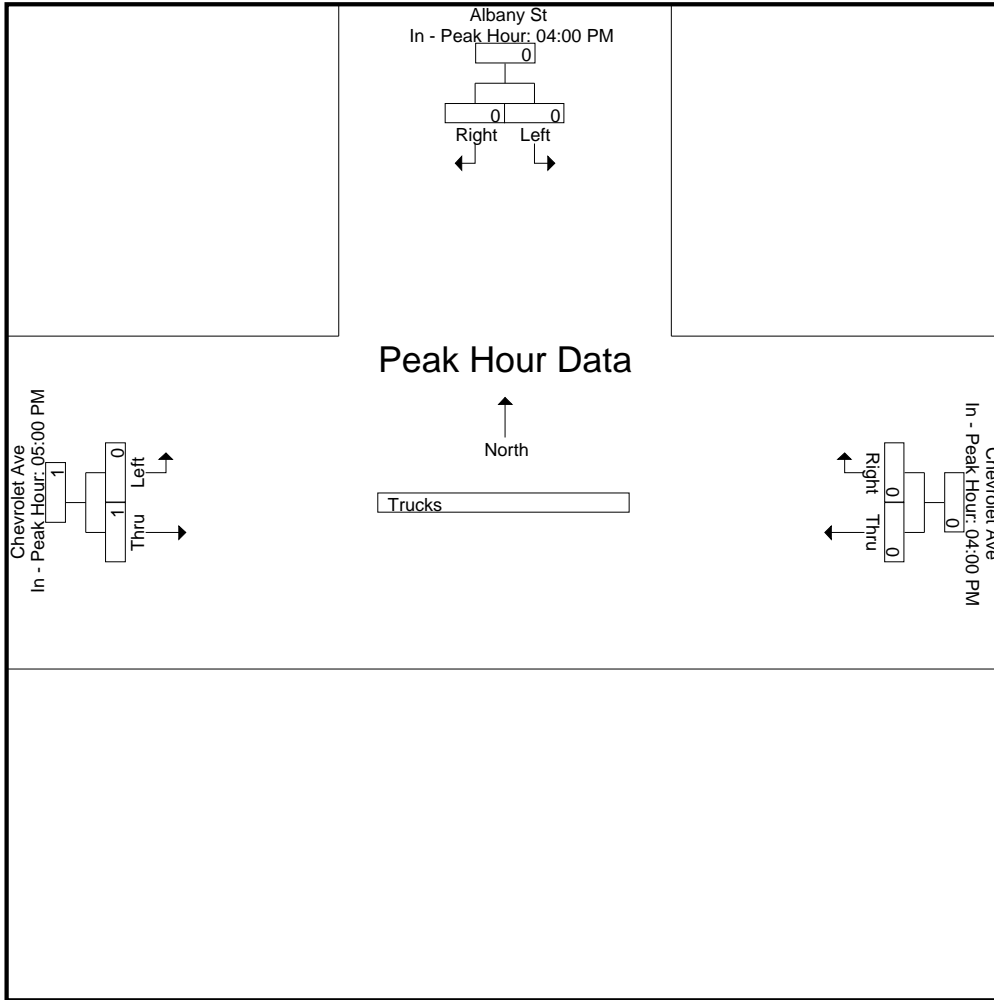 Albany St
In - Peak Hour: 04:00 PM
0
0 0
Right Left
Peak Hour Data
North
Trucks
Chevrolet Ave
In - Peak Hour: 05:00 PM
1
0 1
Left Thru
Chevrolet Ave
In - Peak Hour: 04:00 PM
0
0 0
Right Thru